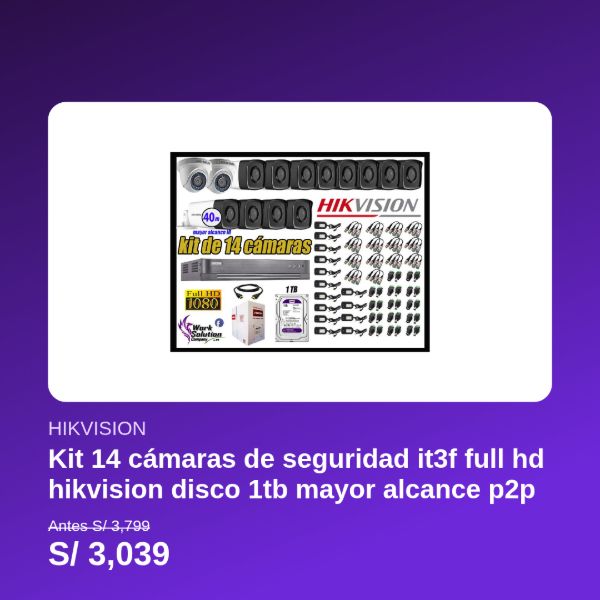 HIKVISION
40m
mayor alcance IR
kit de 14 cámaras
Full HD
1080
1 TB
Work
Solution
Company
HIKVISION
Kit 14 cámaras de seguridad it3f full hd
hikvision disco 1tb mayor alcance p2p
Antes S/ 3,799
S/ 3,039